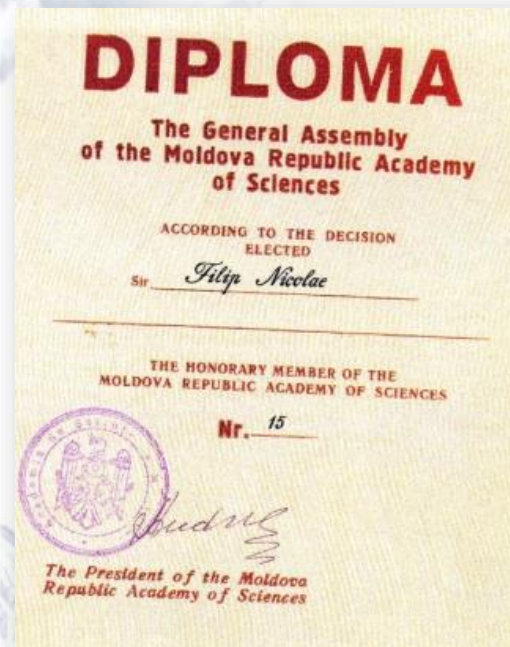 DIPLOMA
The General Assembly
of the Moldova Republic Academy
of Sciences
ACCORDING TO THE DECISION
ELECTED
Sir Filip Nicolae
THE HONORARY MEMBER OF THE
MOLDOVA REPUBLIC ACADEMY OF SCIENCES
Nr. 15
The President of the Moldova
Republic Academy of Sciences